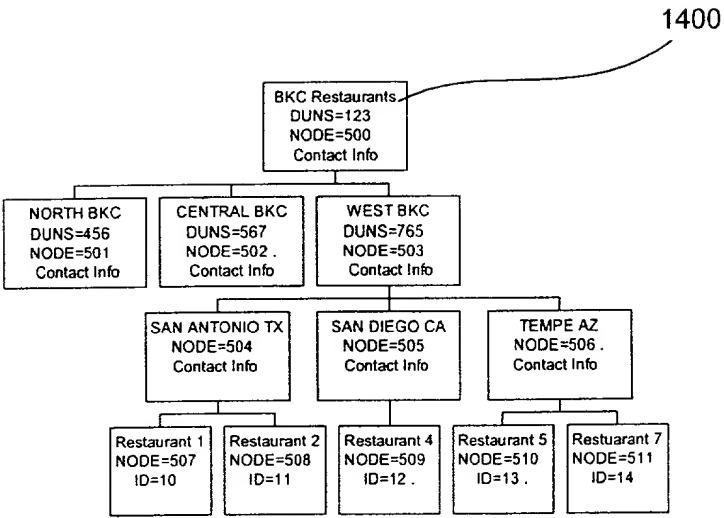 1400
BKC Restaurants
DUNS=123
NODE=500
Contact Info
NORTH BKC
DUNS=456
NODE=501
Contact Info
CENTRAL BKC
DUNS=567
NODE=502 .
Contact Info
WEST BKC
DUNS=765
NODE=503
Contact Info
SAN ANTONIO TX
NODE=504
Contact Info
SAN DIEGO CA
NODE=505
Contact Info
TEMPE AZ
NODE=506 .
Contact Info
Restaurant 1
NODE=507
ID=10
Restaurant 2
NODE=508
ID=11
Restaurant 4
NODE=509
ID=12 .
Restaurant 5
NODE=510
ID=13 .
Restuarant 7
NODE=511
ID=14